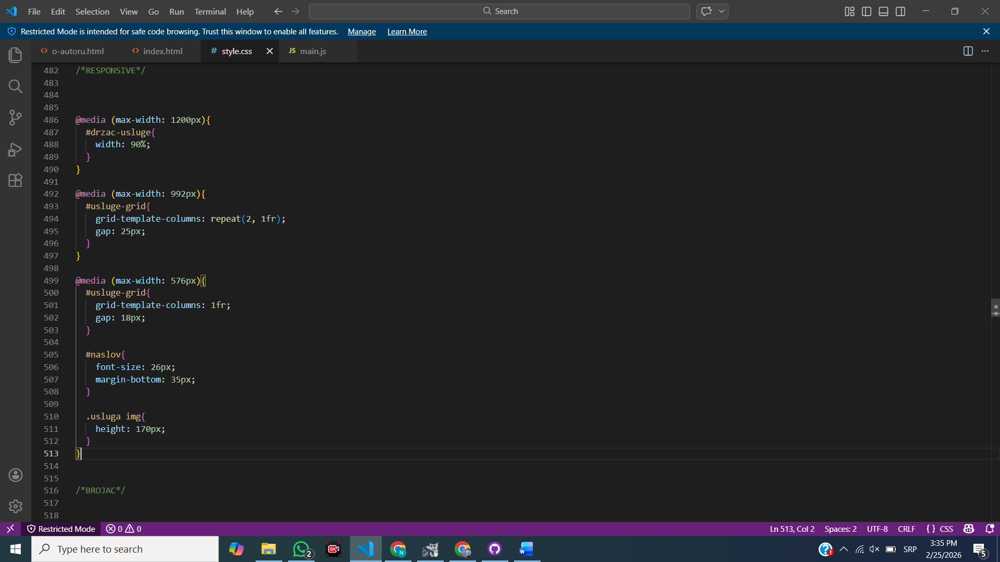 File Edit Selection View Go Run Terminal Help Search
Restricted Mode is intended for safe code browsing. Trust this window to enable all features. Manage Learn More
o-autoru.html index.html # style.css JS main.js
482 /*RESPONSIVE*/
483
484
485
486 @media (max-width: 1200px){
487 #drzac-usluge{
488 width: 90%;
489 }
490 }
491
492 @media (max-width: 992px){
493 #usluge-grid{
494 grid-template-columns: repeat(2, 1fr);
495 gap: 25px;
496 }
497 }
498
499 @media (max-width: 576px){
500 #usluge-grid{
501 grid-template-columns: 1fr;
502 gap: 18px;
503 }
504
505 #naslov{
506 font-size: 26px;
507 margin-bottom: 35px;
508 }
509
510 .usluga img{
511 height: 170px;
512 }
513 }
514
515
516 /*BROJAC*/
517
518
Restricted Mode 0 0 Ln 513, Col 2 Spaces: 2 UTF-8 CRLF { } CSS
Type here to search 2 N W SRP 3:35 PM
2/25/2026 5